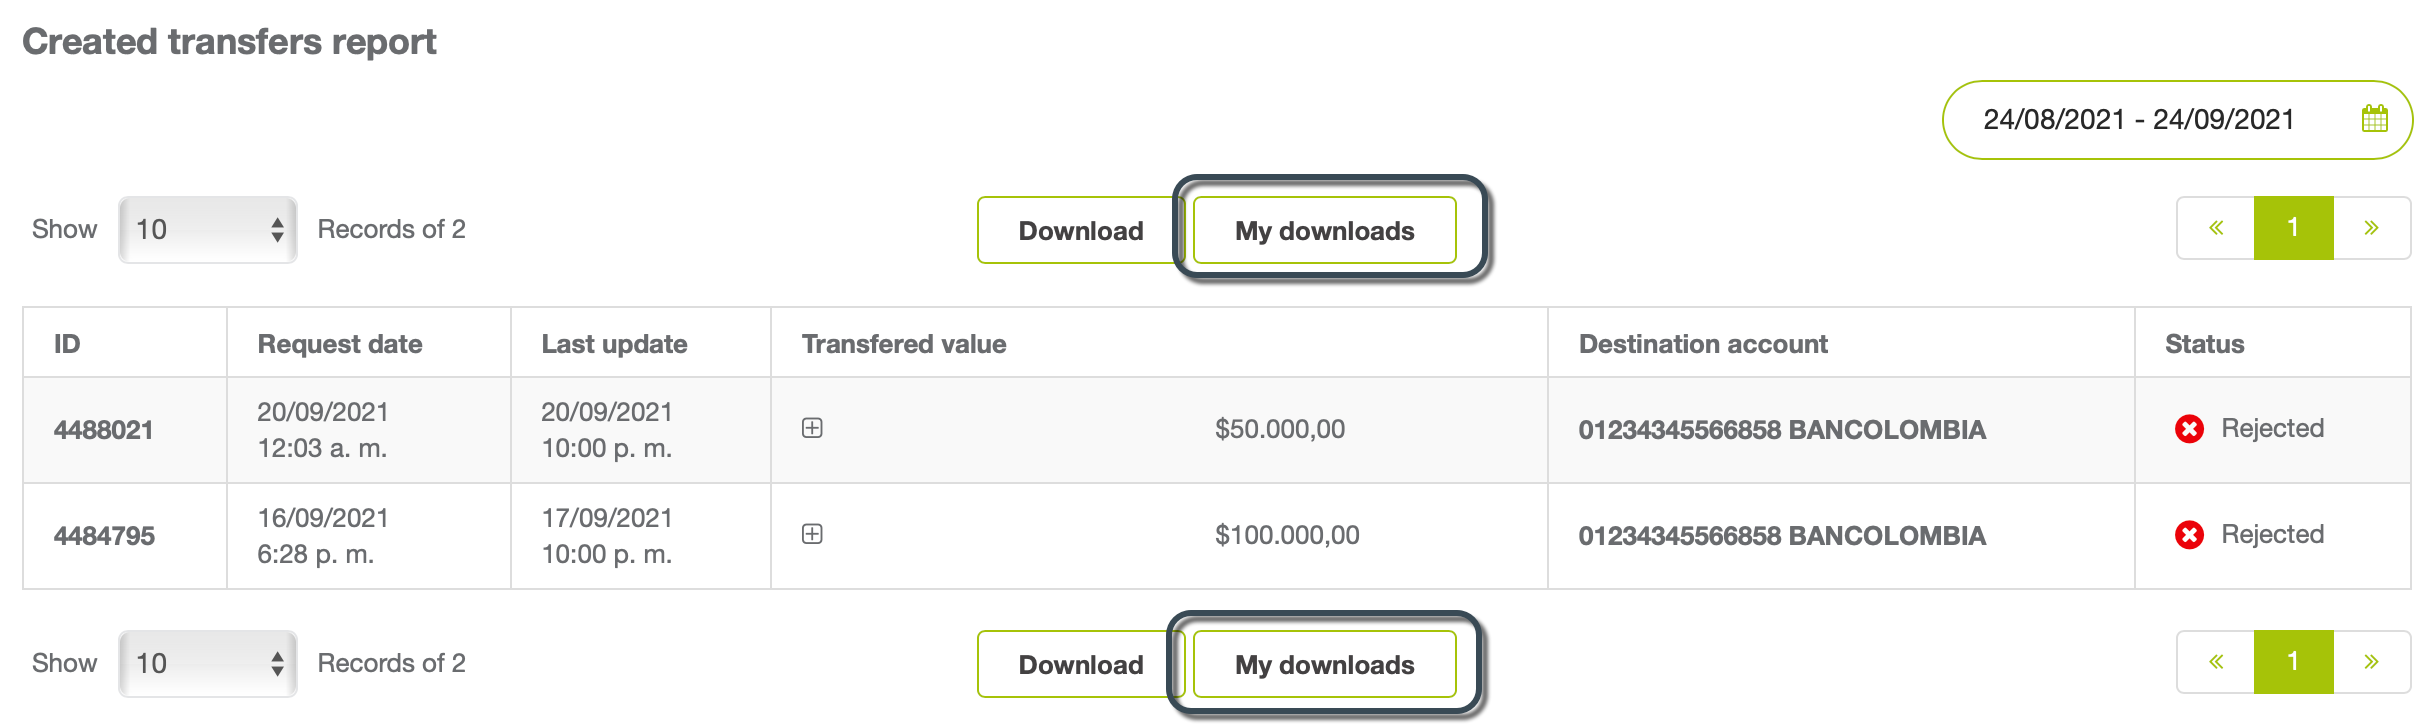 Created transfers report
24/08/2021 - 24/09/2021
Show 10 Records of 2 Download My downloads « 1 »
ID Request date Last update Transfered value Destination account Status
4488021 20/09/2021 12:03 a. m. 20/09/2021 10:00 p. m. $50.000,00 01234345566858 BANCOLOMBIA Rejected
4484795 16/09/2021 6:28 p. m. 17/09/2021 10:00 p. m. $100.000,00 01234345566858 BANCOLOMBIA Rejected
Show 10 Records of 2 Download My downloads « 1 »